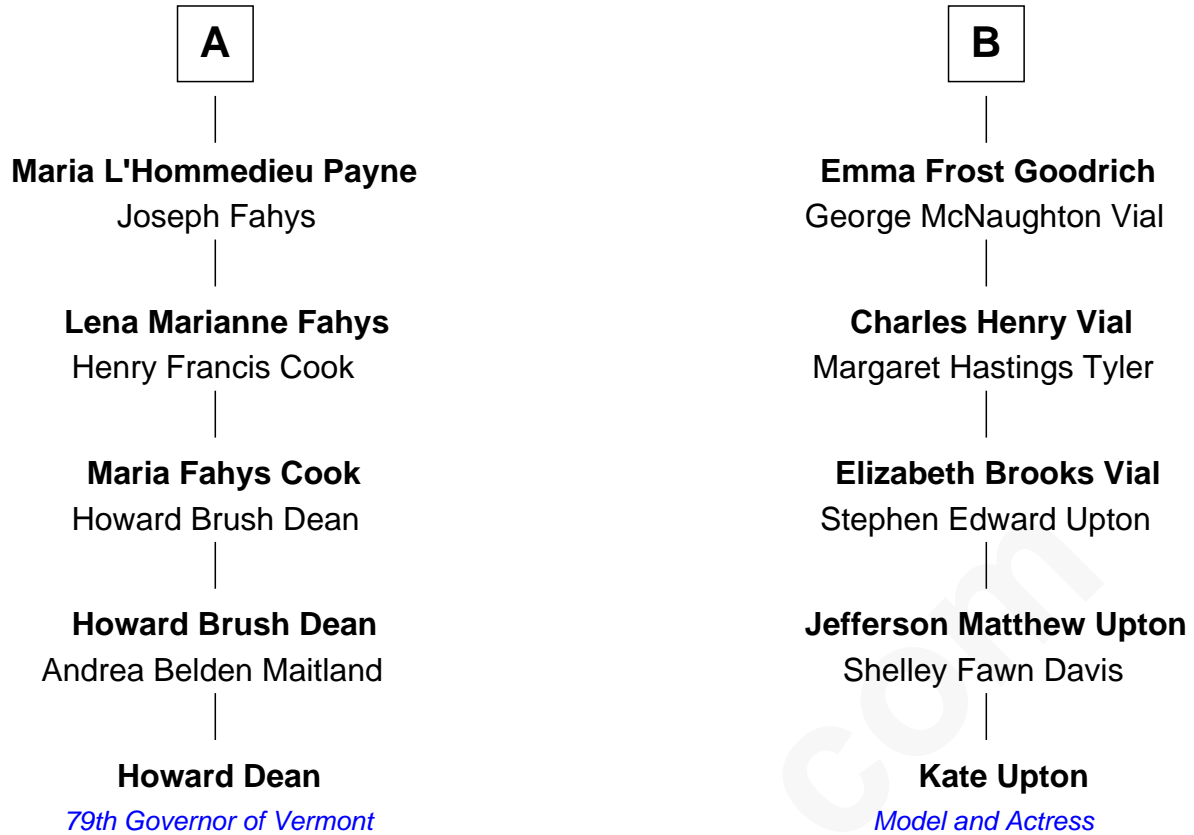 A
Maria L'Hommedieu Payne
Joseph Fahys
Lena Marianne Fahys
Henry Francis Cook
Maria Fahys Cook
Howard Brush Dean
Howard Brush Dean
Andrea Belden Maitland
Howard Dean
79th Governor of Vermont
B
Emma Frost Goodrich
George McNaughton Vial
Charles Henry Vial
Margaret Hastings Tyler
Elizabeth Brooks Vial
Stephen Edward Upton
Jefferson Matthew Upton
Shelley Fawn Davis
Kate Upton
Model and Actress
com